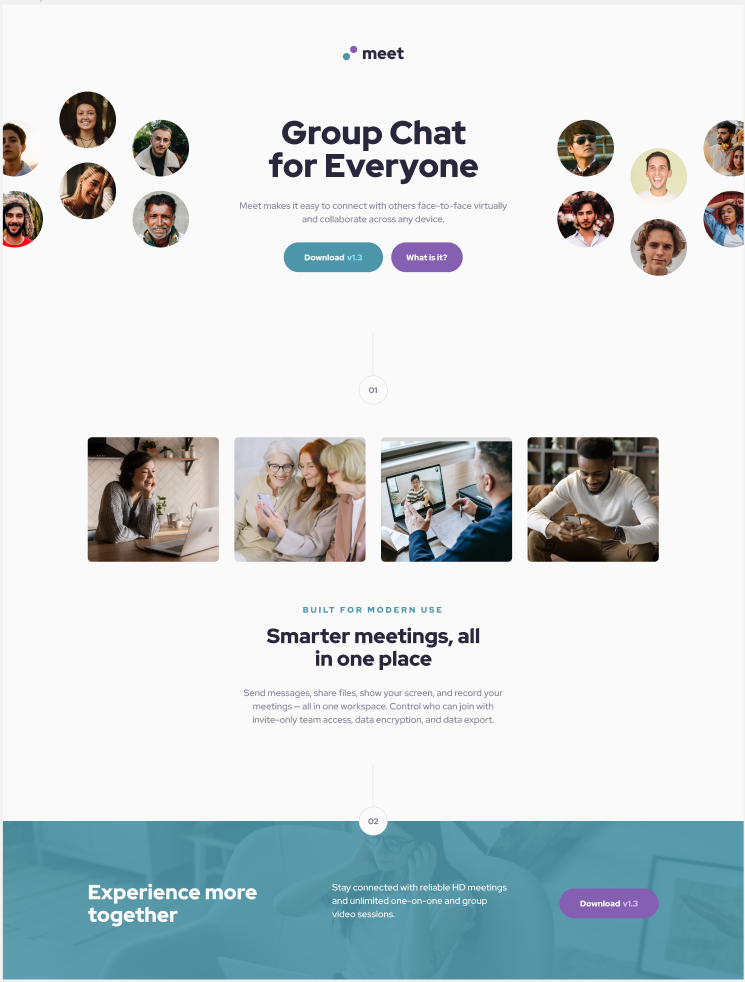 meet
Group Chat
for Everyone
Meet makes it easy to connect with others face-to-face virtually
and collaborate across any device.
Download v1.3
What is it?
01
BUILT FOR MODERN USE
Smarter meetings, all
in one place
Send messages, share files, show your screen, and record your
meetings — all in one workspace. Control who can join with
invite-only team access, data encryption, and data export.
02
Experience more
together
Stay connected with reliable HD meetings
and unlimited one-on-one and group
video sessions.
Download v1.3